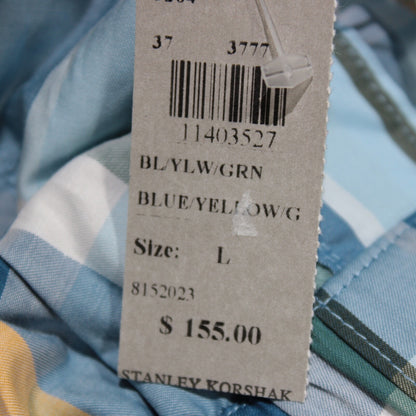 37 3777
11403527
BL/YLW/GRN
BLUE/YELLOW/G
Size: L
8152023
$ 155.00
STANLEY KORSHAK